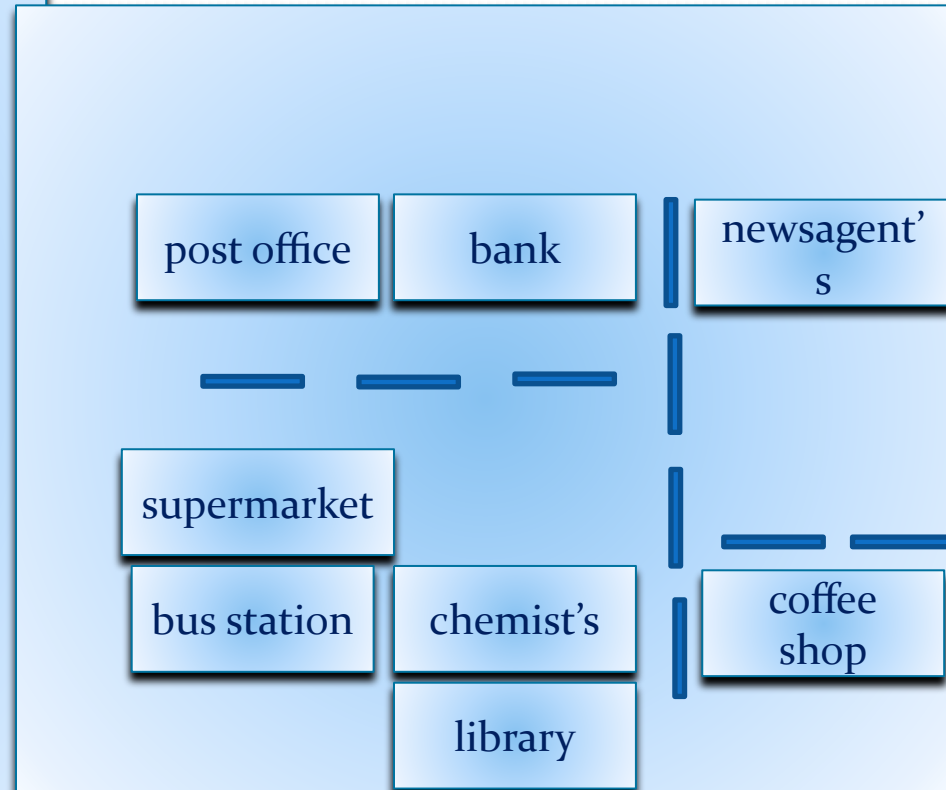 post office
bank
newsagent’
s
supermarket
bus station
chemist’s
coffee
shop
library